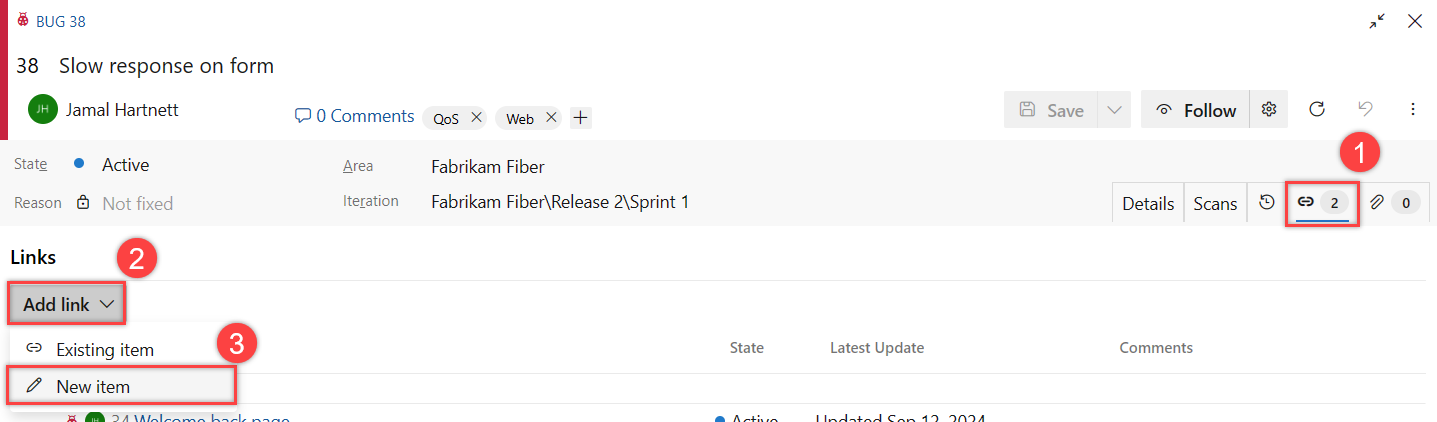 BUG 38
38 Slow response on form
JH Jamal Hartnett 0 Comments QoS Web Save Follow
State Active Area Fabrikam Fiber 1
Reason Not fixed Iteration Fabrikam Fiber\Release 2\Sprint 1 Details Scans 2 0
Links 2
Add link
3
Existing item State Latest Update Comments
New item
JH 34 Welcome back page Active Updated Sep 12, 2024